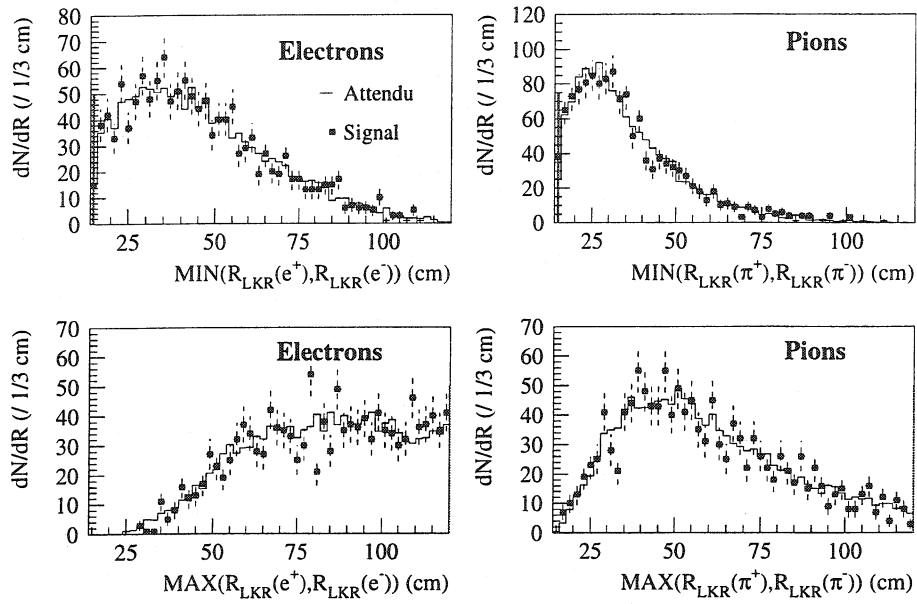 dN/dR (/ 1/3 cm)
80
70
60
50
40
30
20
10
0
Electrons
Attendu
Signal
25 50 75 100
MIN(R_LKR(e⁺),R_LKR(e⁻)) (cm)
dN/dR (/ 1/3 cm)
120
100
80
60
40
20
0
Pions
25 50 75 100
MIN(R_LKR(π⁺),R_LKR(π⁻)) (cm)
dN/dR (/ 1/3 cm)
70
60
50
40
30
20
10
0
Electrons
25 50 75 100
MAX(R_LKR(e⁺),R_LKR(e⁻)) (cm)
dN/dR (/ 1/3 cm)
70
60
50
40
30
20
10
0
Pions
25 50 75 100
MAX(R_LKR(π⁺),R_LKR(π⁻)) (cm)